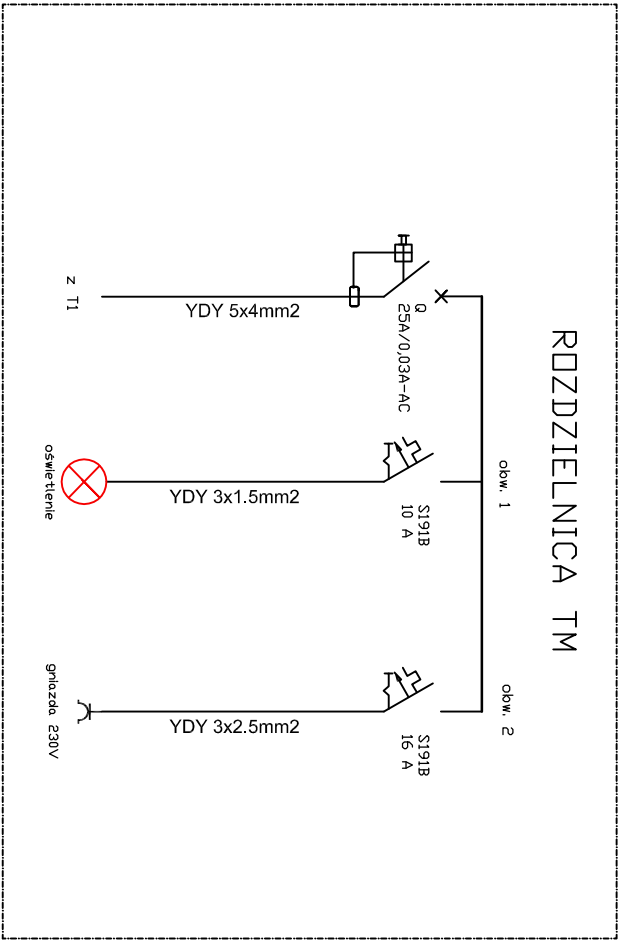 ROZDZIELNICA TM
obw. 1
obw. 2
Q
25A/0,03A-AC
S191B
10 A
S191B
16 A
YDY 5x4mm2
YDY 3x1.5mm2
YDY 3x2.5mm2
z T1
oświetlenie
gniazda 230V